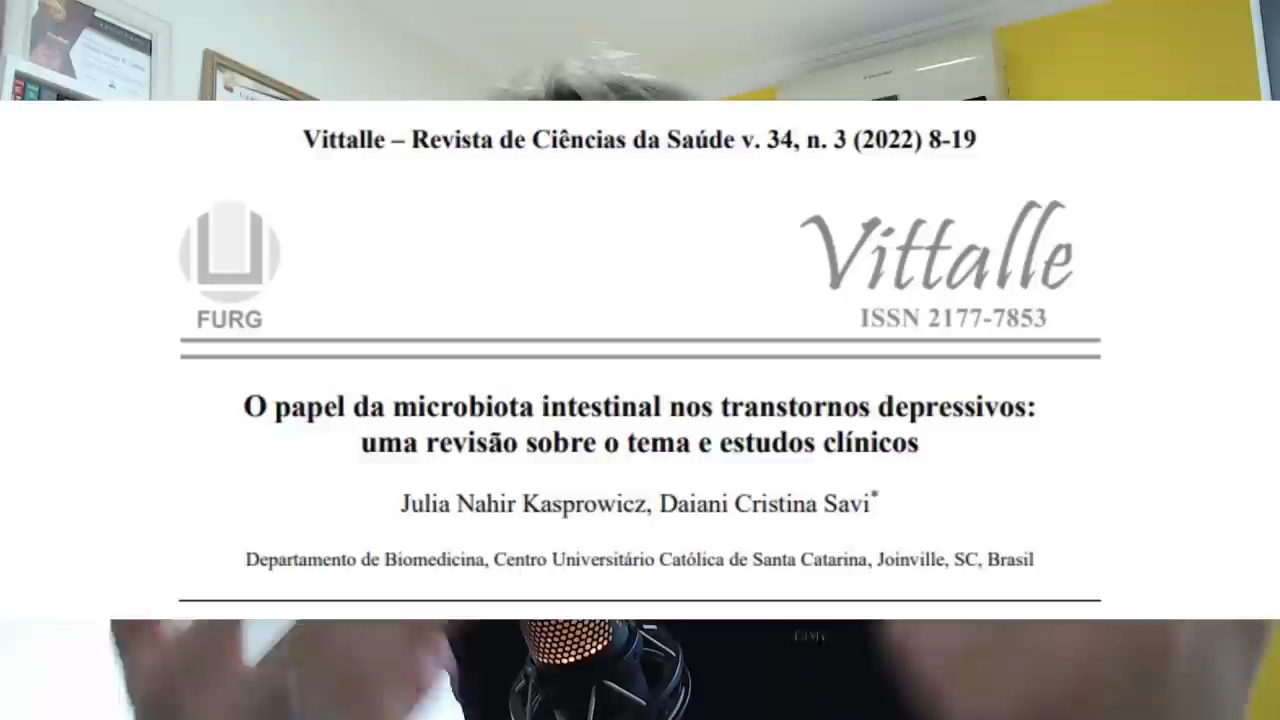 Vittalle – Revista de Ciências da Saúde v. 34, n. 3 (2022) 8-19
FURG
Vittalle
ISSN 2177-7853
O papel da microbiota intestinal nos transtornos depressivos:
uma revisão sobre o tema e estudos clínicos
Julia Nahir Kasprowicz, Daiani Cristina Savi*
Departamento de Biomedicina, Centro Universitário Católica de Santa Catarina, Joinville, SC, Brasil